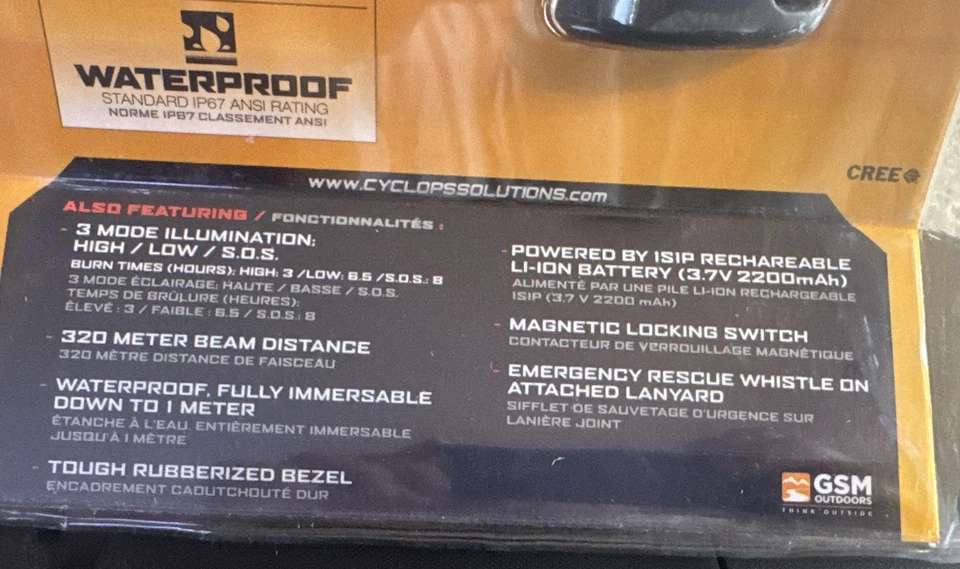 WATERPROOF
STANDARD IP67 ANSI RATING
NORME IP67 CLASSEMENT ANSI
CREE
www.CYCLOPSSOLUTIONS.com
ALSO FEATURING / FONCTIONNALITÉS :
- 3 MODE ILLUMINATION:
HIGH / LOW / S.O.S.
BURN TIMES (HOURS): HIGH: 3 /LOW: 6.5 /S.O.S.: 8
3 MODE ÉCLAIRAGE: HAUTE / BASSE / S.O.S.
TEMPS DE BRÛLURE (HEURES):
ÉLEVÉ : 3 / FAIBLE : 6.5 / S.O.S.: 8
- 320 METER BEAM DISTANCE
320 MÈTRE DISTANCE DE FAISCEAU
- WATERPROOF, FULLY IMMERSABLE
DOWN TO 1 METER
ÉTANCHE À L'EAU. ENTIÈREMENT IMMERSABLE
JUSQU'À 1 MÈTRE
- TOUGH RUBBERIZED BEZEL
ENCADREMENT CAOUTCHOUTÉ DUR
- POWERED BY 1S1P RECHAREABLE
LI-ION BATTERY (3.7V 2200mAh)
ALIMENTÉ PAR UNE PILE LI-ION RECHARGEABLE
1S1P (3.7 V 2200 mAh)
- MAGNETIC LOCKING SWITCH
CONTACTEUR DE VERROUILLAGE MAGNÉTIQUE
- EMERGENCY RESCUE WHISTLE ON
ATTACHED LANYARD
SIFFLET DE SAUVETAGE D'URGENCE SUR
LANIÈRE JOINT
GSM
OUTDOORS
THINK OUTSIDE